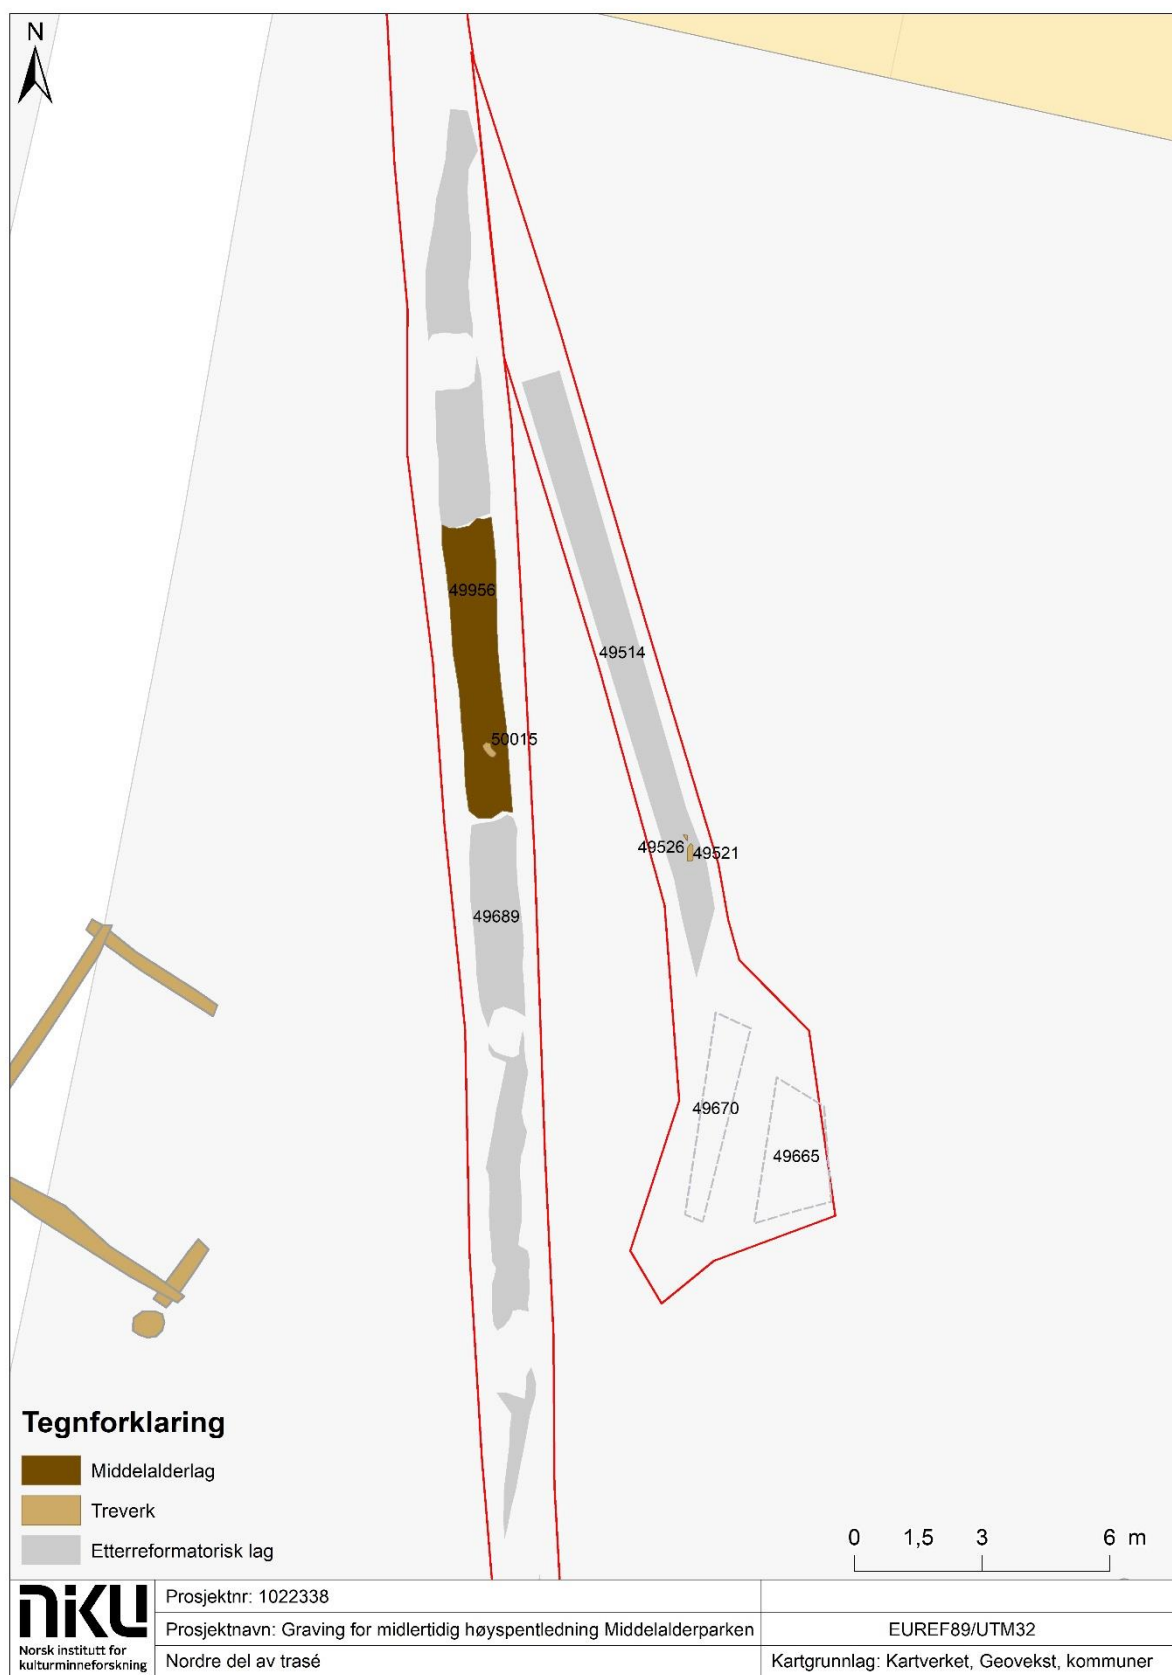 N
49956
49514
50015
49526 49521
49689
49670
49665
Tegnforklaring
Middelalderlag
Treverk
Etterreformatorisk lag
0 1,5 3 6 m
niku
Norsk institutt for
kulturminneforskning
Prosjektnr: 1022338
Prosjektnavn: Graving for midlertidig høyspentledning Middelalderparken
EUREF89/UTM32
Nordre del av trasé
Kartgrunnlag: Kartverket, Geovekst, kommuner